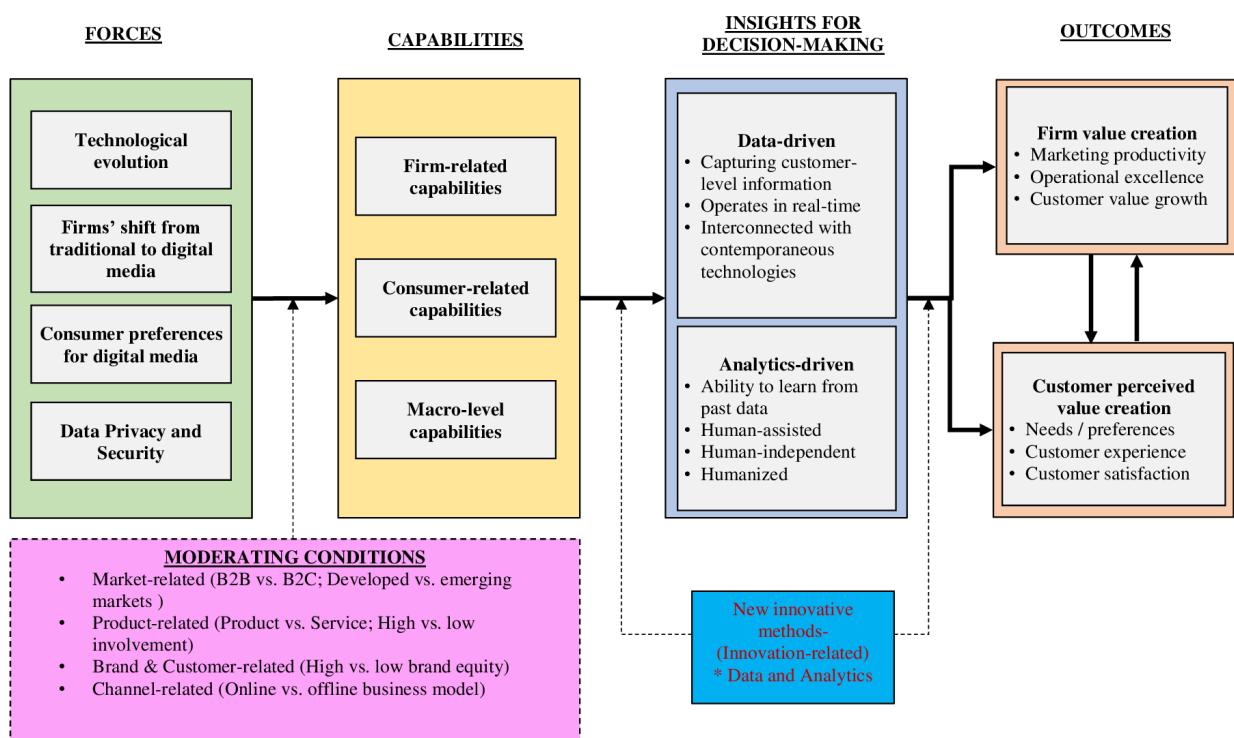 FORCES
Technological
evolution
Firms’ shift from
traditional to digital
media
Consumer preferences
for digital media
Data Privacy and
Security
CAPABILITIES
Firm-related
capabilities
Consumer-related
capabilities
Macro-level
capabilities
INSIGHTS FOR
DECISION-MAKING
Data-driven
• Capturing customer-
level information
• Operates in real-time
• Interconnected with
contemporaneous
technologies
Analytics-driven
• Ability to learn from
past data
• Human-assisted
• Human-independent
• Humanized
OUTCOMES
Firm value creation
• Marketing productivity
• Operational excellence
• Customer value growth
Customer perceived
value creation
• Needs / preferences
• Customer experience
• Customer satisfaction
MODERATING CONDITIONS
• Market-related (B2B vs. B2C; Developed vs. emerging
markets )
• Product-related (Product vs. Service; High vs. low
involvement)
• Brand & Customer-related (High vs. low brand equity)
• Channel-related (Online vs. offline business model)
New innovative
methods-
(Innovation-related)
* Data and Analytics